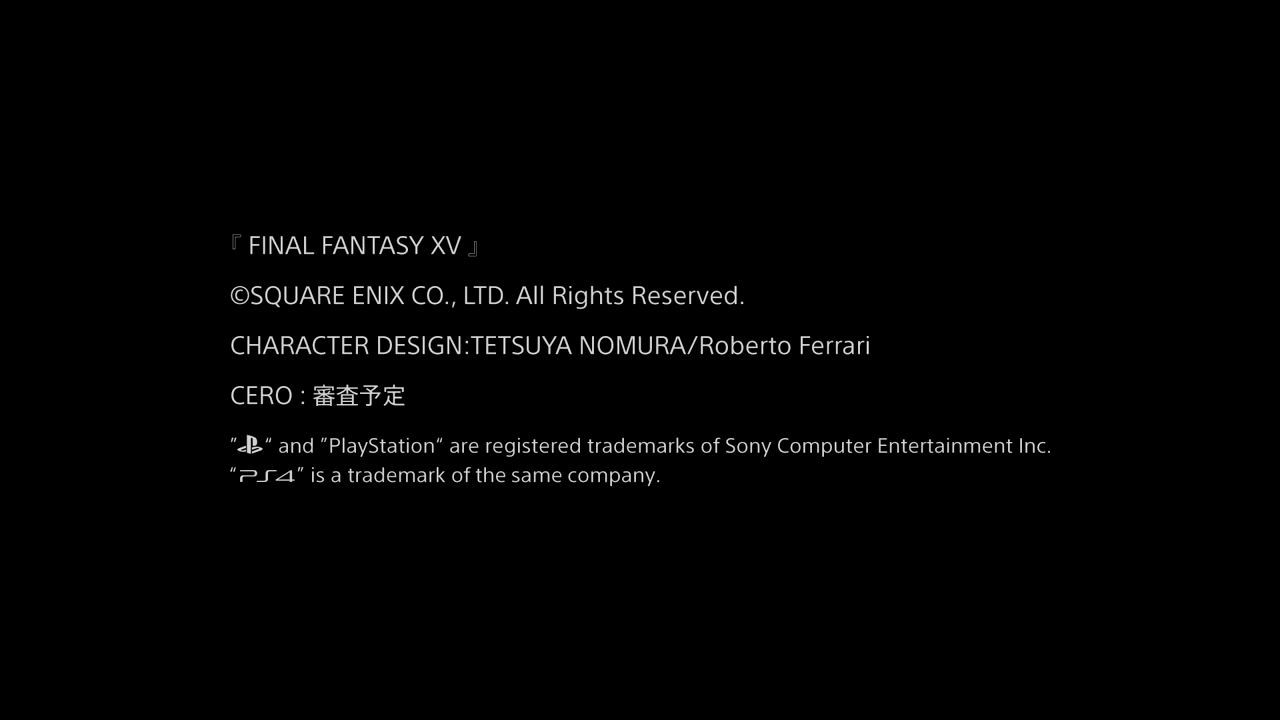 『FINAL FANTASY XV』
©SQUARE ENIX CO., LTD. All Rights Reserved.
CHARACTER DESIGN:TETSUYA NOMURA/Roberto Ferrari
CERO : 審査予定
”PS“ and ”PlayStation“ are registered trademarks of Sony Computer Entertainment Inc.
“PS4” is a trademark of the same company.